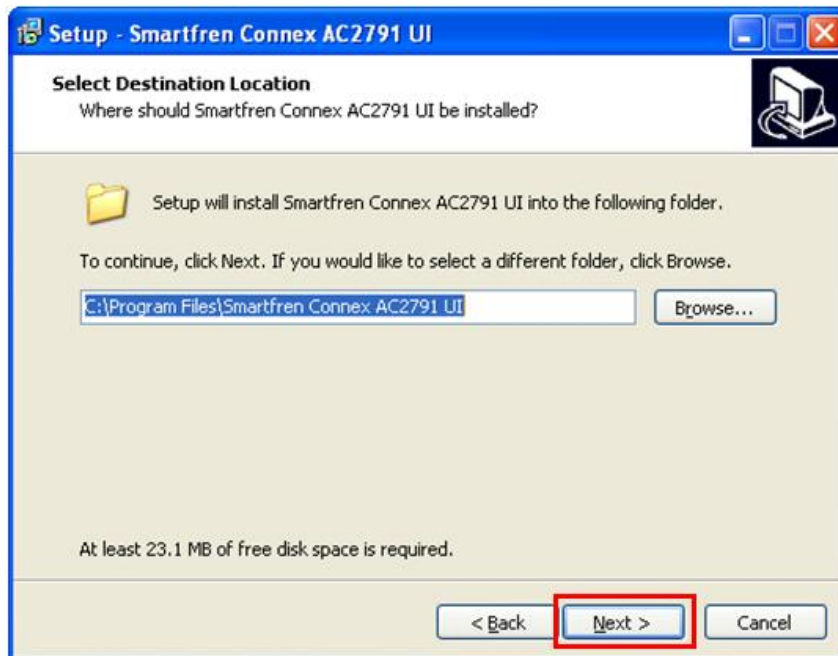 Setup - Smartfren Connex AC2791 UI
Select Destination Location
Where should Smartfren Connex AC2791 UI be installed?
Setup will install Smartfren Connex AC2791 UI into the following folder.
To continue, click Next. If you would like to select a different folder, click Browse.
C:\Program Files\Smartfren Connex AC2791 UI
Browse...
At least 23.1 MB of free disk space is required.
< Back
Next >
Cancel